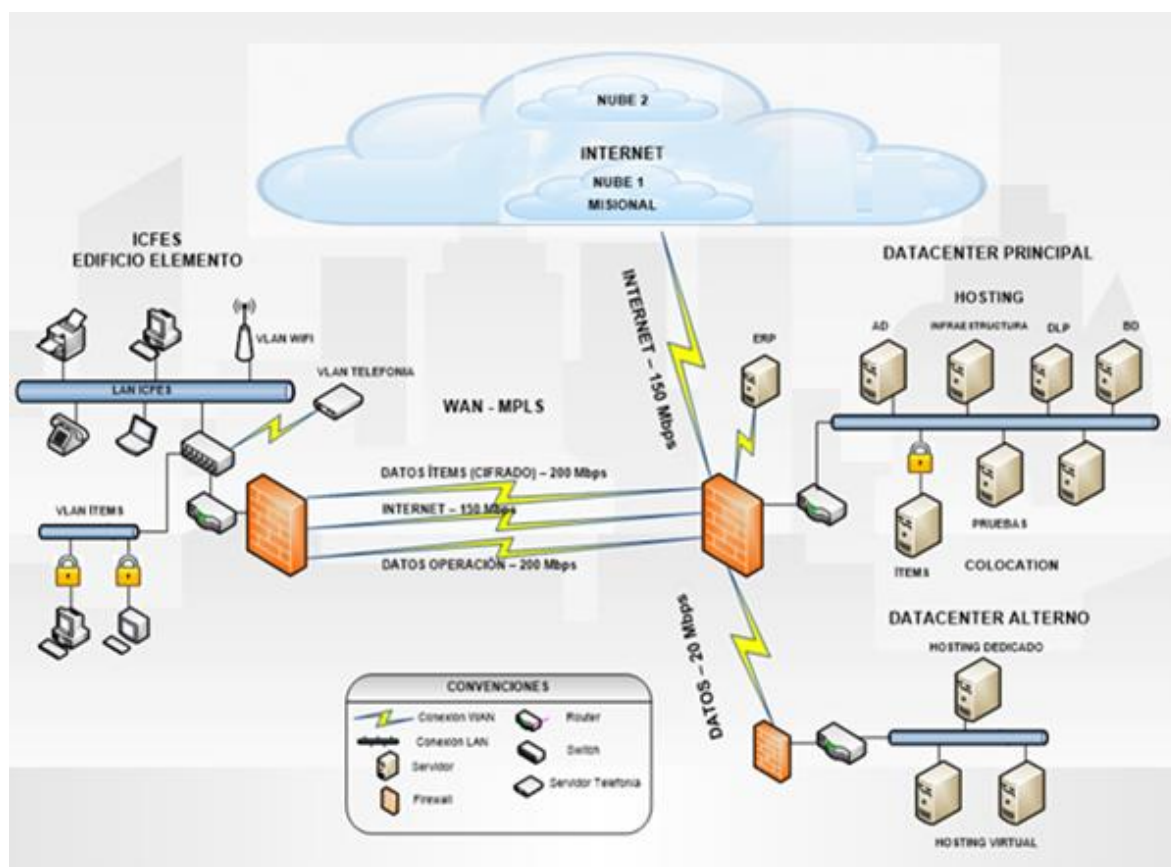 NUBE 2
INTERNET
NUBE 1
MISIONAL
ICFES
EDIFICIO ELEMENTO
VLAN WIFI
LAN ICFES
VLAN TELEFONIA
VLAN ÍTEMS
WAN - MPLS
DATOS ÍTEMS (CIFRADO) – 200 Mbps
INTERNET – 150 Mbps
DATOS OPERACIÓN – 200 Mbps
INTERNET – 150 Mbps
ERP
DATACENTER PRINCIPAL
HOSTING
AD
INFRAESTRUCTURA
DLP
BD
PRUEBAS
ÍTEMS
COLOCATION
DATOS – 20 Mbps
DATACENTER ALTERNO
HOSTING DEDICADO
HOSTING VIRTUAL
CONVENCIONES
Conexión WAN
Router
Conexión LAN
Switch
Servidor
Servidor Telefonia
Firewall